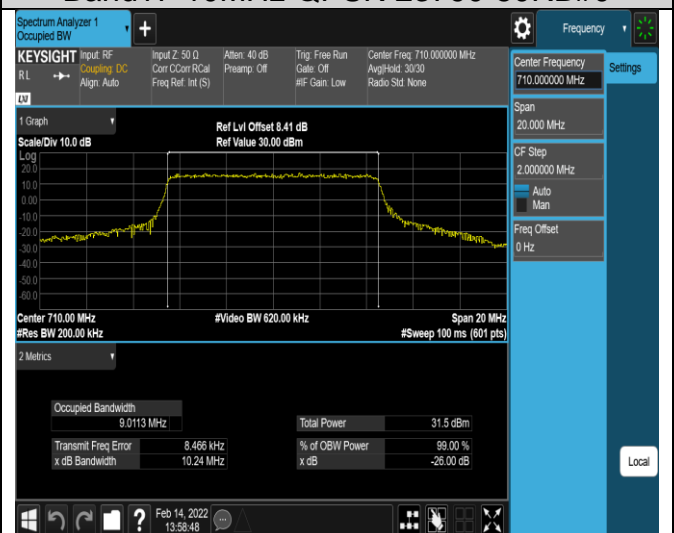 Spectrum Analyzer 1
Occupied BW
+
Frequency
KEYSIGHT
R L
LXI
Input: RF
Coupling: DC
Align: Auto
Input Z: 50 Ω
Corr CCorr RCal
Freq Ref: Int (S)
Atten: 40 dB
Preamp: Off
Trig: Free Run
Gate: Off
#IF Gain: Low
Center Freq: 710.000000 MHz
Avg|Hold: 30/30
Radio Std: None
Center Frequency
710.000000 MHz
Settings
Span
20.000 MHz
CF Step
2.000000 MHz
Auto
Man
Freq Offset
0 Hz
Local
1 Graph
Scale/Div 10.0 dB
Ref Lvl Offset 8.41 dB
Ref Value 30.00 dBm
Log
20.0
10.0
0.00
-10.0
-20.0
-30.0
-40.0
-50.0
-60.0
Center 710.00 MHz
#Res BW 200.00 kHz
#Video BW 620.00 kHz
Span 20 MHz
#Sweep 100 ms (601 pts)
2 Metrics
Occupied Bandwidth
9.0113 MHz
Transmit Freq Error 8.466 kHz
x dB Bandwidth 10.24 MHz
Total Power 31.5 dBm
% of OBW Power 99.00 %
x dB -26.00 dB
?
Feb 14, 2022
13:58:48